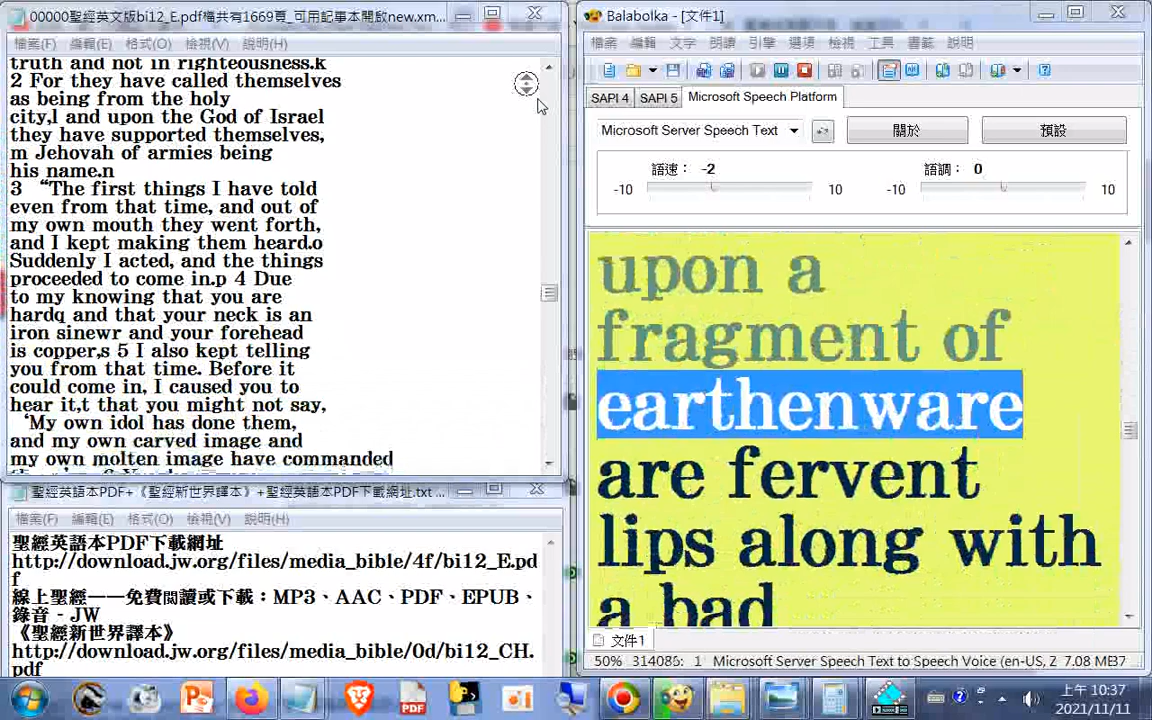 00000聖經英文版bi12_E.pdf檔共有1669頁_可用記事本開啟new.xm...
檔案(F) 編輯(E) 格式(O) 檢視(V) 說明(H)
truth and not in righteousness.k
2 For they have called themselves
as being from the holy
city,l and upon the God of Israel
they have supported themselves,
m Jehovah of armies being
his name.n
3 “The first things I have told
even from that time, and out of
my own mouth they went forth,
and I kept making them heard.o
Suddenly I acted, and the things
proceeded to come in.p 4 Due
to my knowing that you are
hardq and that your neck is an
iron sinewr and your forehead
is copper,s 5 I also kept telling
you from that time. Before it
could come in, I caused you to
hear it,t that you might not say,
‘My own idol has done them,
and my own carved image and
my own molten image have commanded
聖經英語本PDF+《聖經新世界譯本》+聖經英語本PDF下載網址.txt ...
檔案(F) 編輯(E) 格式(O) 檢視(V) 說明(H)
聖經英語本PDF下載網址
http://download.jw.org/files/media_bible/4f/bi12_E.pd
f
線上聖經——免費閱讀或下載：MP3、AAC、PDF、EPUB、
錄音 - JW
《聖經新世界譯本》
http://download.jw.org/files/media_bible/0d/bi12_CH.
pdf
Balabolka - [文件1]
檔案 編輯 文字 朗讀 引擎 選項 檢視 工具 書籤 說明
SAPI 4 SAPI 5 Microsoft Speech Platform
Microsoft Server Speech Text 關於 預設
語速： -2 語調： 0
-10 10 -10 10
upon a
fragment of
earthenware
are fervent
lips along with
a bad
文件1
50% 314086: 1 Microsoft Server Speech Text to Speech Voice (en-US, Z 7.08 MB37
上午 10:37
2021/11/11